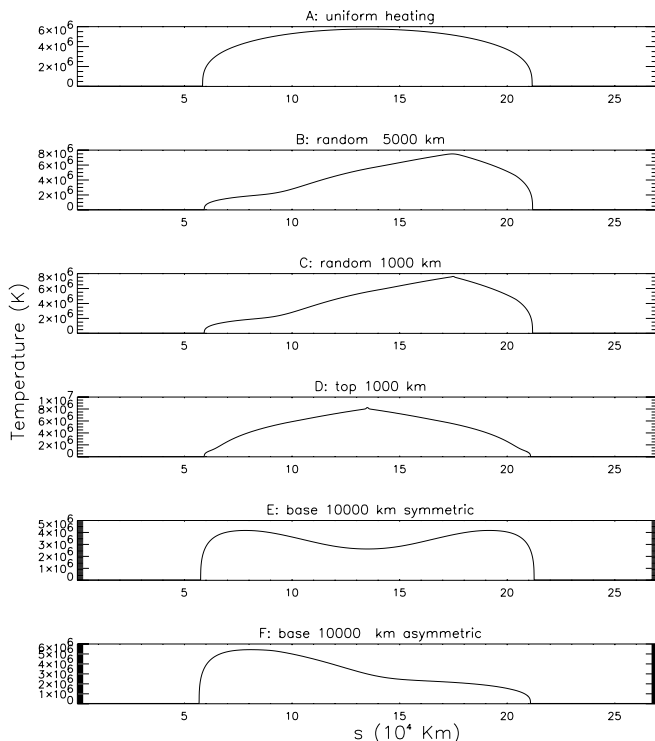 A: uniform heating
6×10⁶
4×10⁶
2×10⁶
0
5 10 15 20 25
B: random 5000 km
8×10⁶
6×10⁶
4×10⁶
2×10⁶
0
5 10 15 20 25
C: random 1000 km
8×10⁶
6×10⁶
4×10⁶
2×10⁶
0
5 10 15 20 25
Temperature (K)
D: top 1000 km
1×10⁷
8×10⁶
6×10⁶
4×10⁶
2×10⁶
0
5 10 15 20 25
E: base 10000 km symmetric
5×10⁶
4×10⁶
3×10⁶
2×10⁶
1×10⁶
0
5 10 15 20 25
F: base 10000 km asymmetric
6×10⁶
5×10⁶
4×10⁶
3×10⁶
2×10⁶
1×10⁶
0
5 10 15 20 25
s (10⁴ Km)